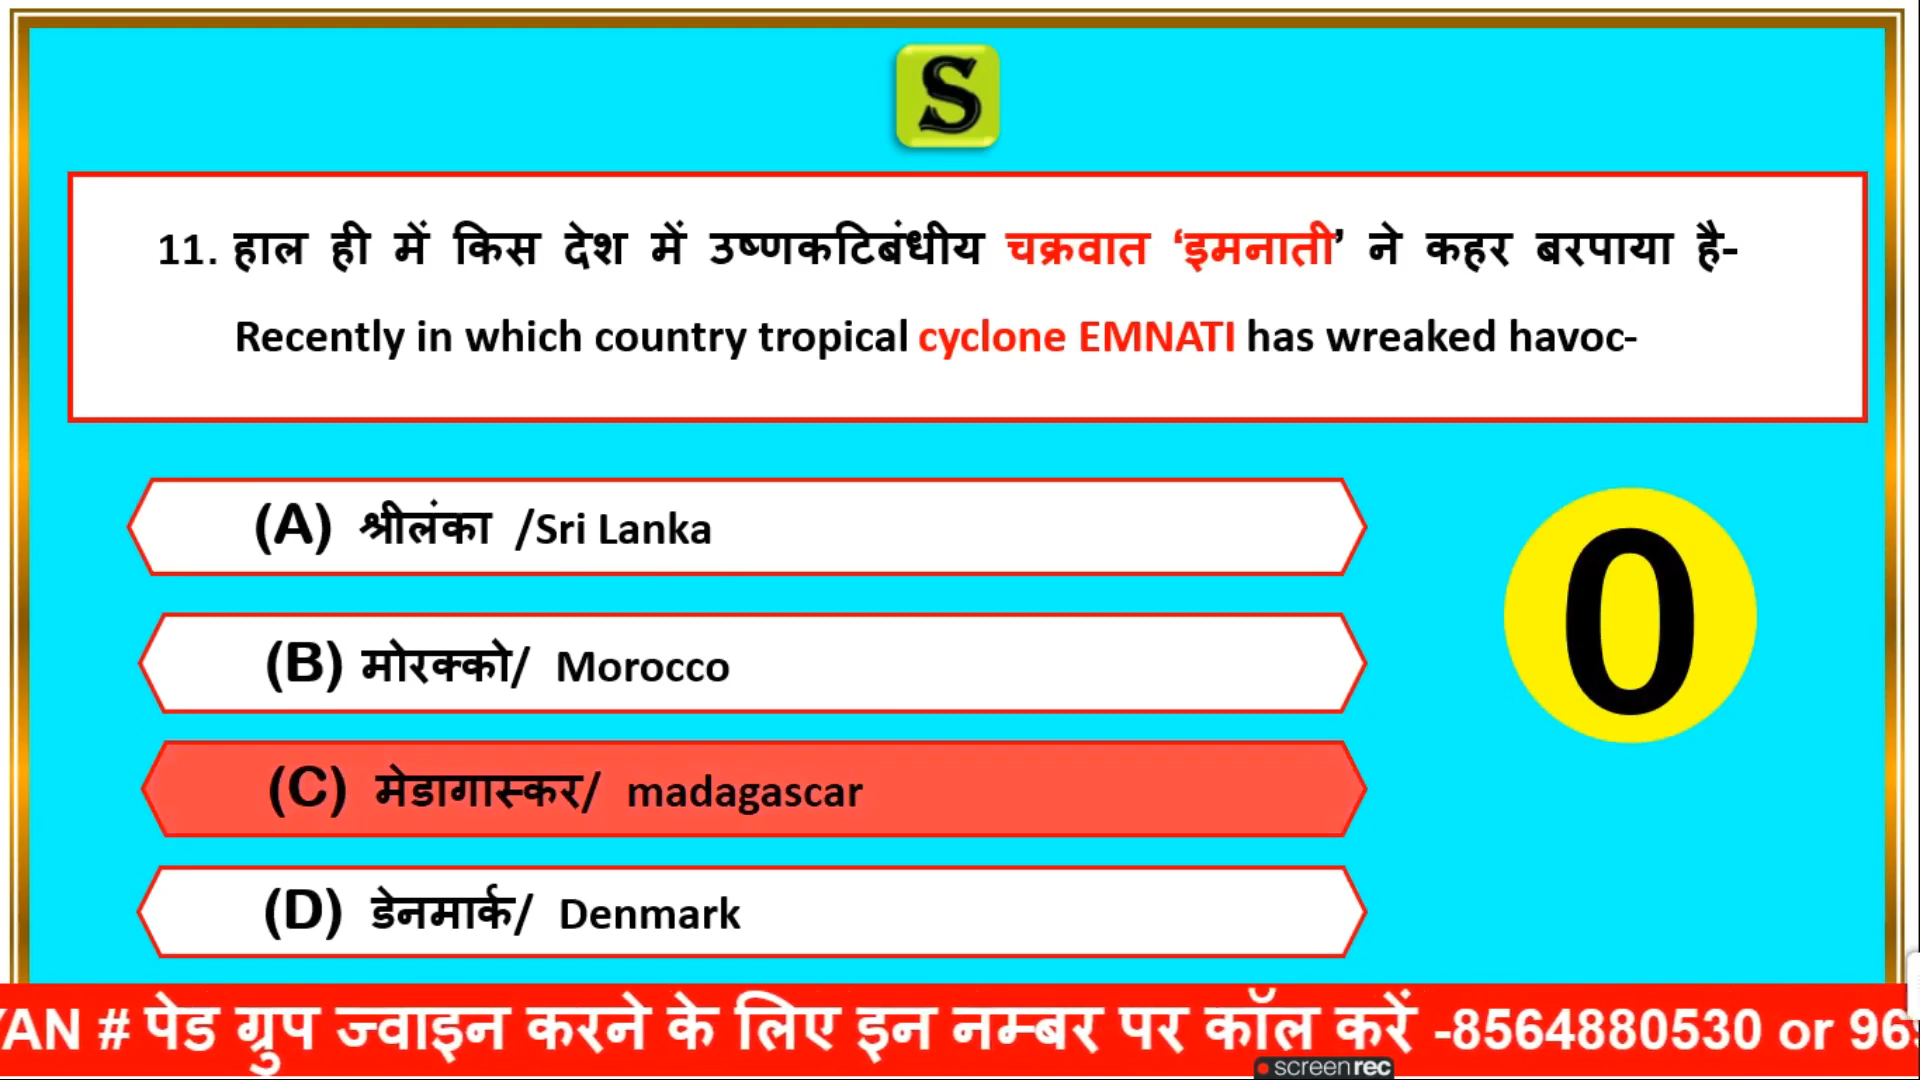 S
11. हाल ही में किस देश में उष्णकटिबंधीय चक्रवात ‘इमनाती’ ने कहर बरपाया है-
Recently in which country tropical cyclone EMNATI has wreaked havoc-
(A) श्रीलंका /Sri Lanka
(B) मोरक्को/ Morocco
0
(C) मेडागास्कर/ madagascar
(D) डेनमार्क/ Denmark
YAN # पेड ग्रुप ज्वाइन करने के लिए इन नम्बर पर कॉल करें -8564880530 or 96
screenrec